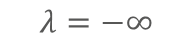 λ = −∞